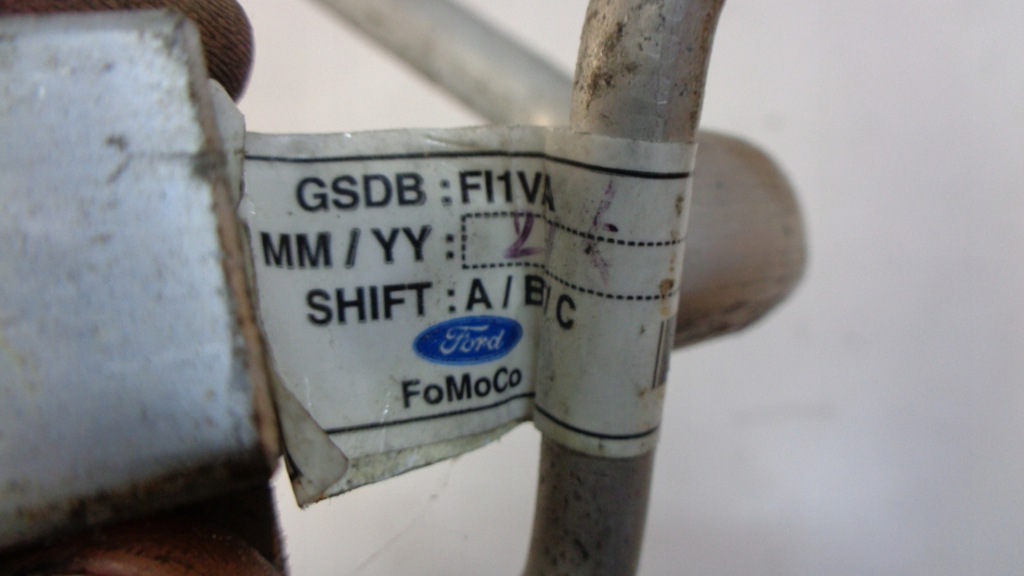 GSDB : FI1VA
MM / YY :
SHIFT : A / B / C
Ford
FoMoCo